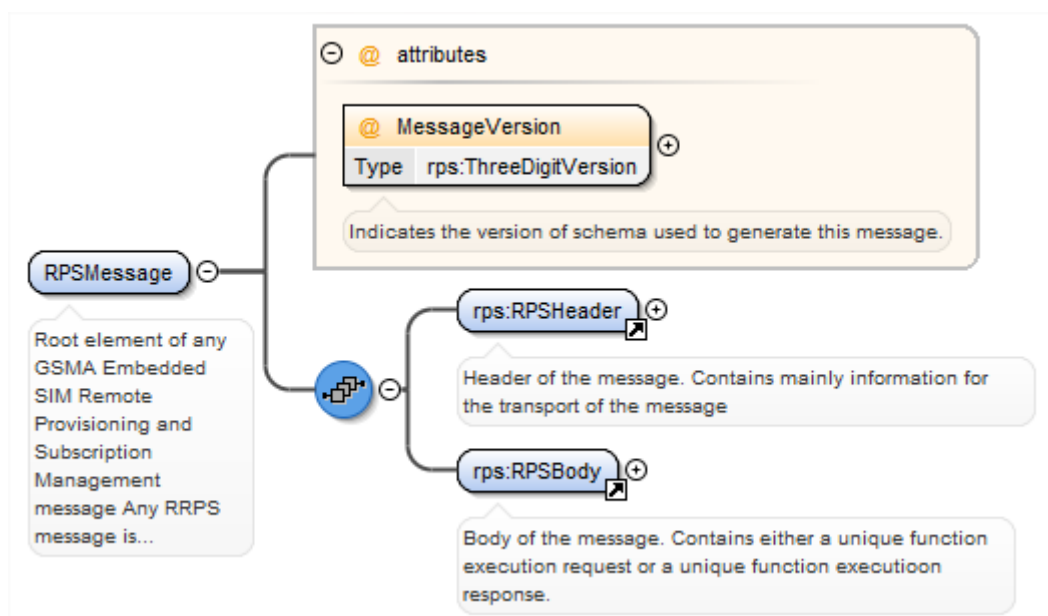 @ attributes
@ MessageVersion
Type rps:ThreeDigitVersion
Indicates the version of schema used to generate this message.
RPSMessage
Root element of any
GSMA Embedded
SIM Remote
Provisioning and
Subscription
Management
message Any RRPS
message is...
rps:RPSHeader
Header of the message. Contains mainly information for
the transport of the message
rps:RPSBody
Body of the message. Contains either a unique function
execution request or a unique function executioon
response.